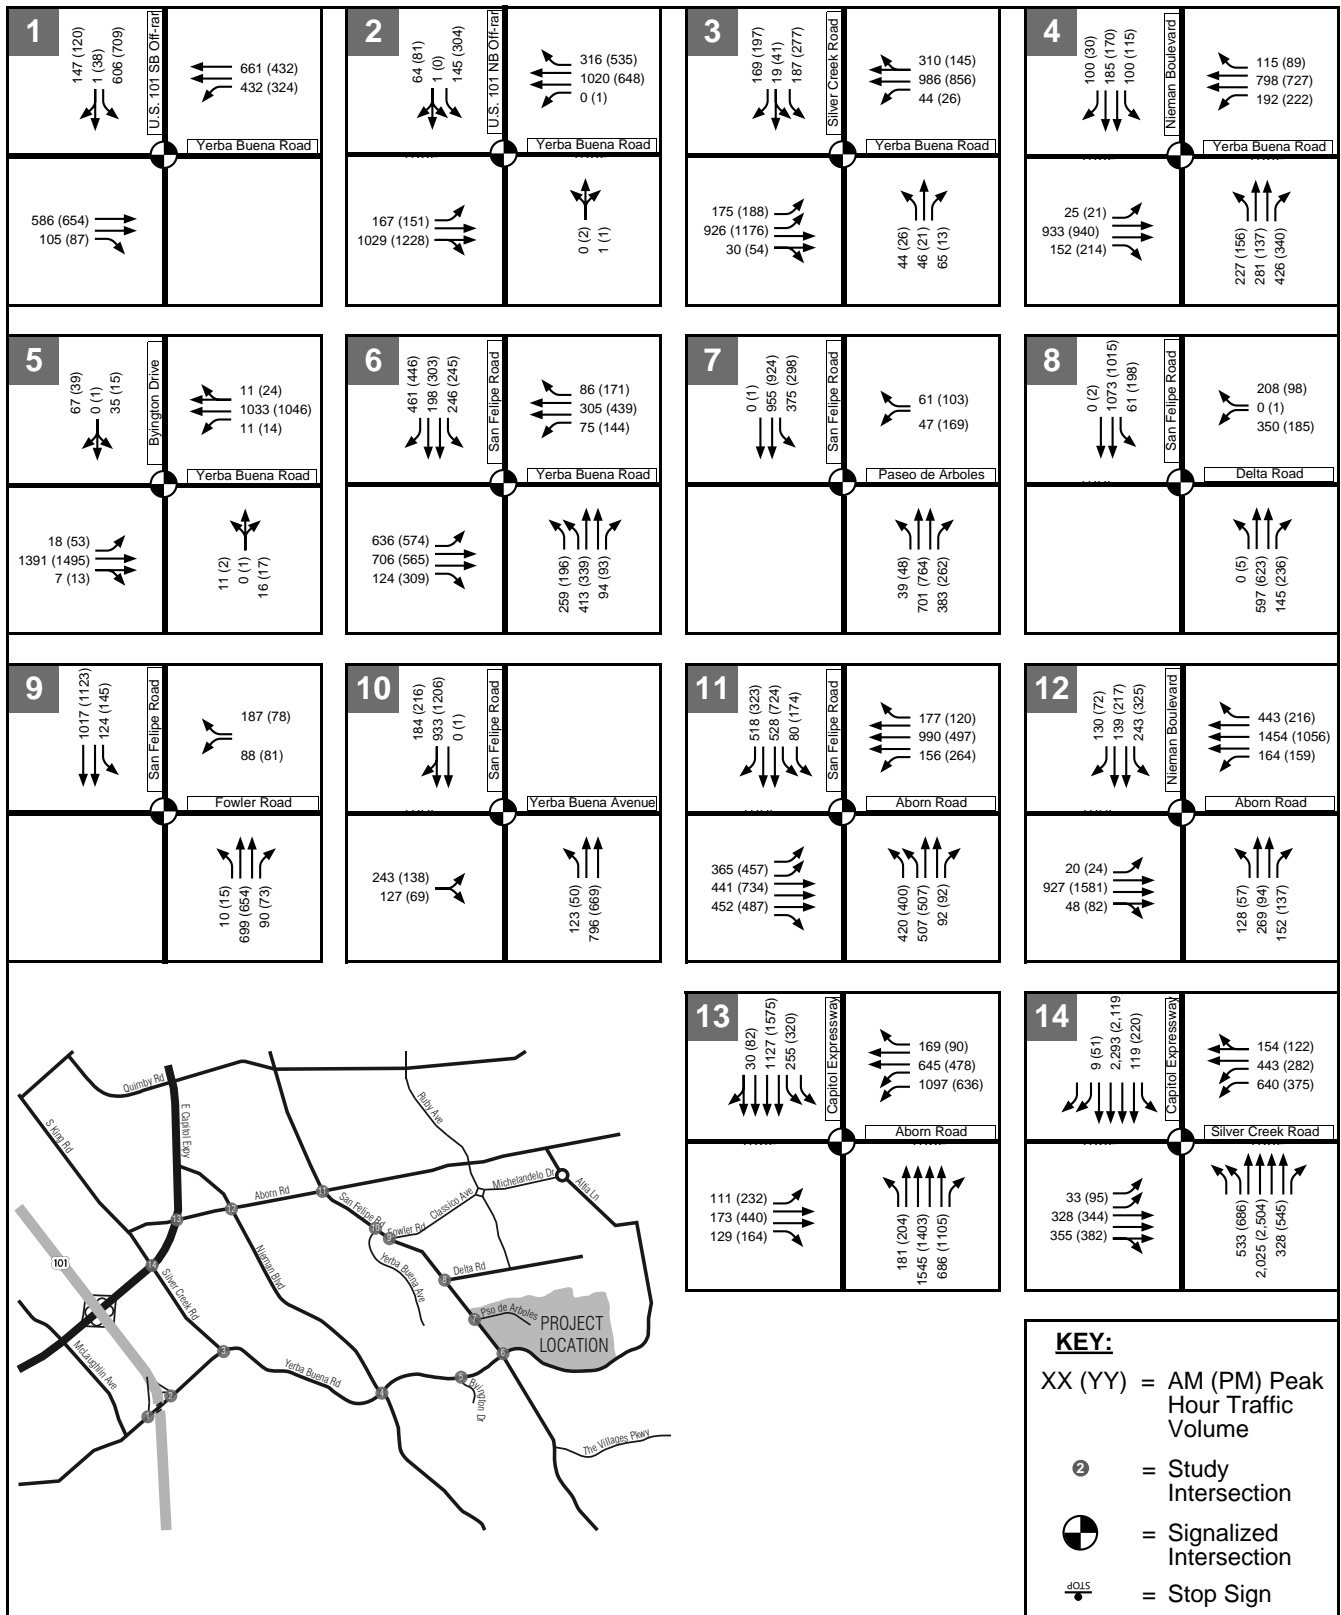 1
147 (120)
1 (38)
606 (709)
U.S. 101 SB Off-ram
661 (432)
432 (324)
Yerba Buena Road
586 (654)
105 (87)
2
64 (81)
1 (0)
145 (304)
U.S. 101 NB Off-ram
316 (535)
1020 (648)
0 (1)
Yerba Buena Road
167 (151)
1029 (1228)
0 (2)
1 (1)
3
169 (197)
19 (41)
187 (277)
Silver Creek Road
310 (145)
986 (856)
44 (26)
Yerba Buena Road
175 (188)
926 (1176)
30 (54)
44 (26)
46 (21)
65 (13)
4
100 (30)
185 (170)
100 (115)
Nieman Boulevard
115 (89)
798 (727)
192 (222)
Yerba Buena Road
25 (21)
933 (940)
152 (214)
227 (156)
281 (137)
426 (340)
5
67 (39)
0 (1)
35 (15)
Byington Drive
11 (24)
1033 (1046)
11 (14)
Yerba Buena Road
18 (53)
1391 (1495)
7 (13)
11 (2)
0 (1)
16 (17)
6
461 (446)
198 (303)
246 (245)
San Felipe Road
86 (171)
305 (439)
75 (144)
Yerba Buena Road
636 (574)
706 (565)
124 (309)
259 (196)
413 (339)
94 (93)
7
0 (1)
955 (924)
375 (298)
San Felipe Road
61 (103)
47 (169)
Paseo de Arboles
39 (48)
701 (764)
383 (262)
8
0 (2)
1073 (1015)
61 (198)
San Felipe Road
208 (98)
0 (1)
350 (185)
Delta Road
0 (5)
597 (623)
145 (236)
9
1017 (1123)
124 (145)
San Felipe Road
187 (78)
88 (81)
Fowler Road
10 (15)
699 (654)
90 (73)
10
184 (216)
933 (1206)
0 (1)
San Felipe Road
Yerba Buena Avenue
243 (138)
127 (69)
123 (50)
796 (669)
11
518 (323)
528 (724)
80 (174)
San Felipe Road
177 (120)
990 (497)
156 (264)
Aborn Road
365 (457)
441 (734)
452 (487)
420 (400)
507 (507)
92 (92)
12
130 (72)
139 (217)
243 (325)
Nieman Boulevard
443 (216)
1454 (1056)
164 (159)
Aborn Road
20 (24)
927 (1581)
48 (82)
128 (57)
269 (94)
152 (137)
13
30 (82)
1127 (1575)
255 (320)
Capitol Expressway
169 (90)
645 (478)
1097 (636)
Aborn Road
111 (232)
173 (440)
129 (164)
181 (204)
1545 (1403)
686 (1105)
14
9 (51)
2,293 (2,119
119 (220)
Capitol Expressway
154 (122)
443 (282)
640 (375)
Silver Creek Road
33 (95)
328 (344)
355 (382)
533 (686)
2,025 (2,504)
328 (545)
Quimby Rd
S King Rd
E Capitol Expy
Ruby Ave
Aborn Rd
San Felipe Rd
Classico Ave
Michelandelo Dr
Altia Ln
Fowler Rd
Yerba Buena Ave
Nieman Blvd
Delta Rd
Silver Creek Rd
Pso de Arboles
PROJECT
LOCATION
101
McLaughlin Ave
Yerba Buena Rd
Byington Dr
The Villages Pkwy
1
2
3
4
5
6
7
8
9
10
11
12
13
14
KEY:
XX (YY) = AM (PM) Peak
Hour Traffic
Volume
2 = Study
Intersection
= Signalized
Intersection
STOP = Stop Sign